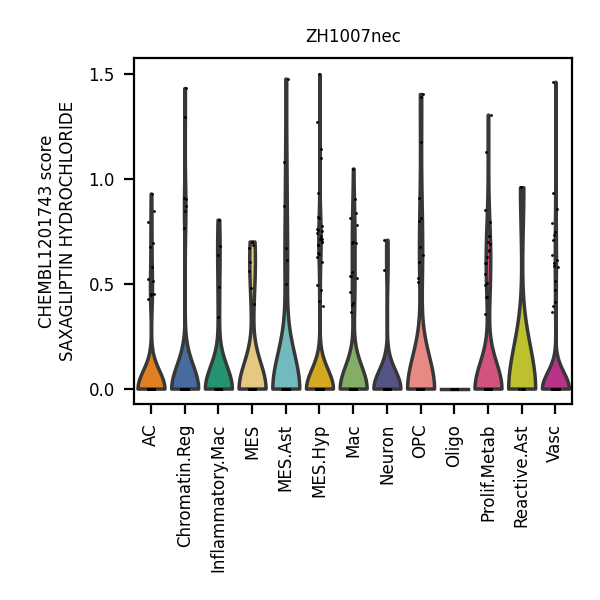 ZH1007nec
CHEMBL1201743 score
SAXAGLIPTIN HYDROCHLORIDE
1.5
1.0
0.5
0.0
AC
Chromatin.Reg
Inflammatory.Mac
MES
MES.Ast
MES.Hyp
Mac
Neuron
OPC
Oligo
Prolif.Metab
Reactive.Ast
Vasc